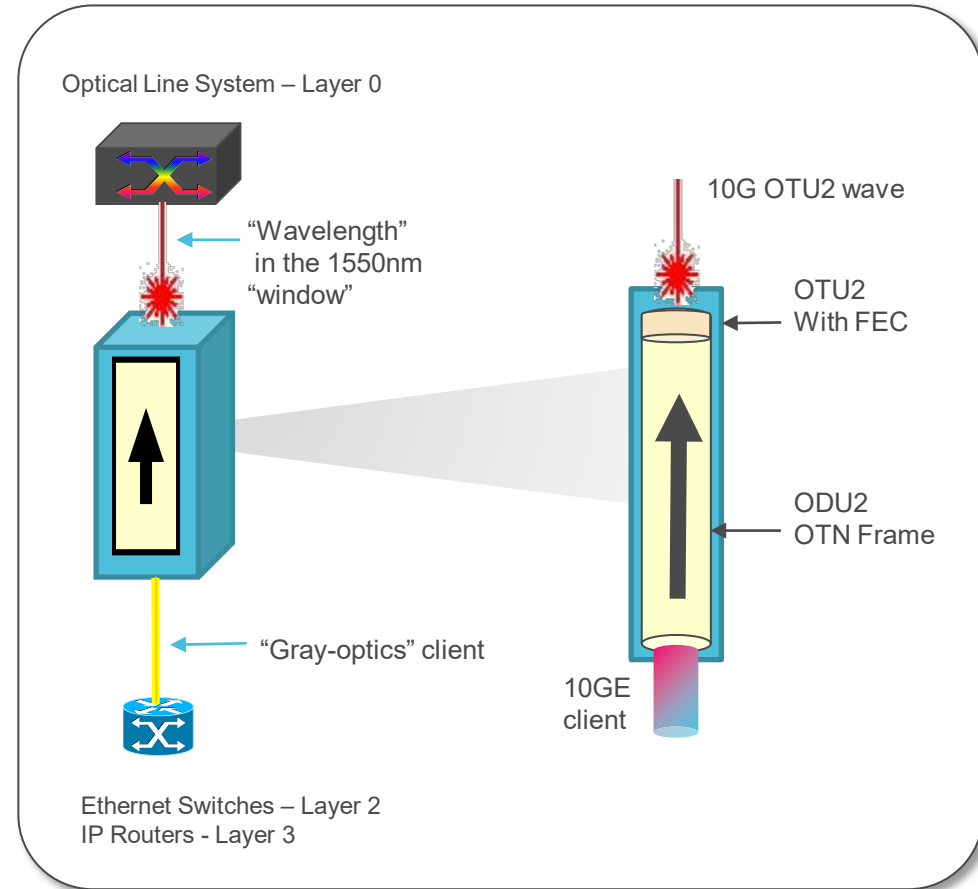 Optical Line System – Layer 0
“Wavelength”
in the 1550nm
“window”
“Gray-optics” client
Ethernet Switches – Layer 2
IP Routers - Layer 3
10G OTU2 wave
OTU2
With FEC
ODU2
OTN Frame
10GE
client